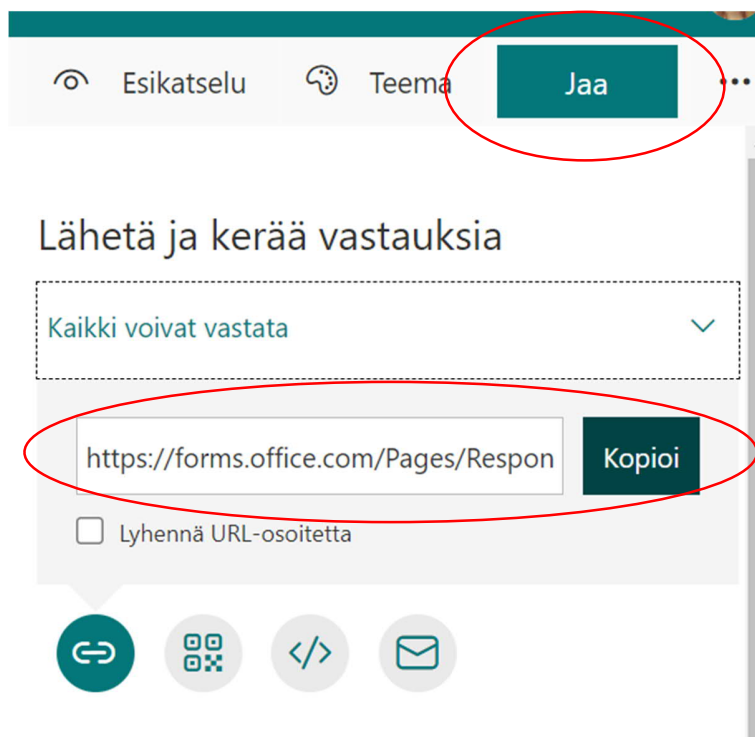 Esikatselu Teema Jaa ...
Lähetä ja kerää vastauksia
Kaikki voivat vastata
https://forms.office.com/Pages/Respon Kopioi
Lyhennä URL-osoitetta